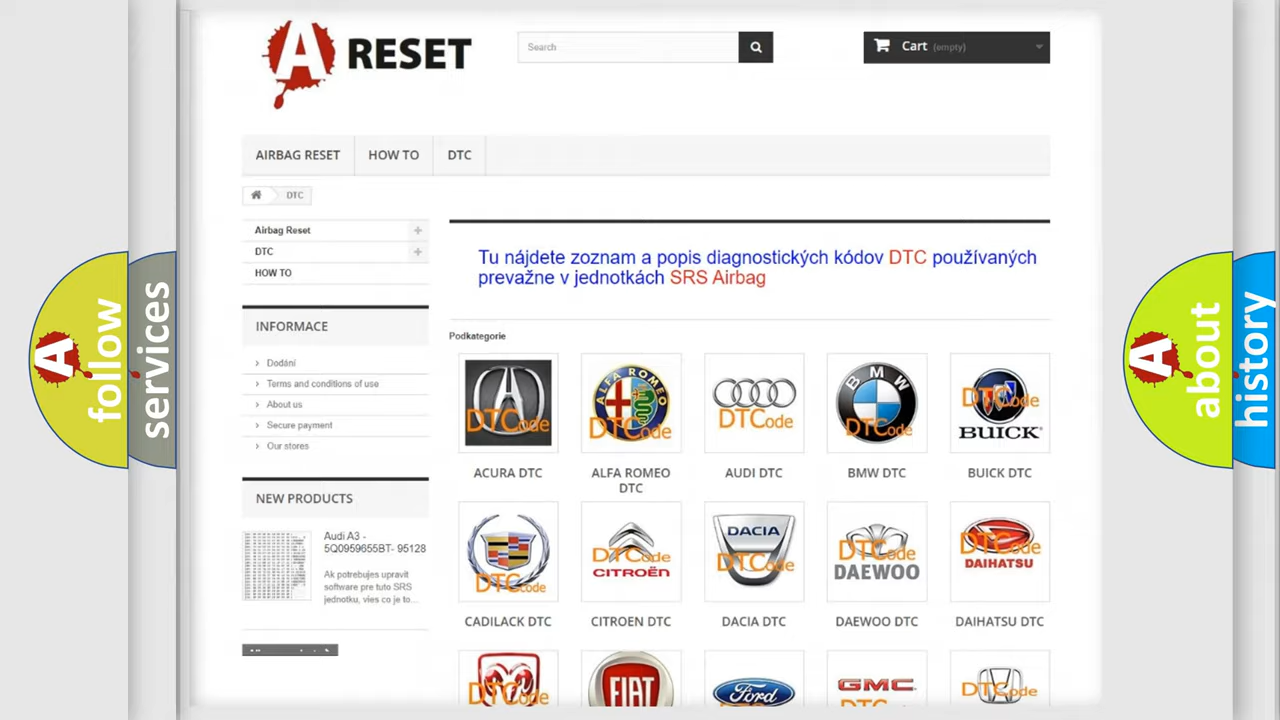 A RESET
Search
Cart (empty)
AIRBAG RESET
HOW TO
DTC
DTC
Airbag Reset
DTC
HOW TO
INFORMACE
Dodání
Terms and conditions of use
About us
Secure payment
Our stores
NEW PRODUCTS
Audi A3 -
5Q0959655BT- 95128
Ak potrebujes upravit
software pre tuto SRS
jednotku, vies co je to...
Tu nájdete zoznam a popis diagnostických kódov DTC používaných
prevažne v jednotkách SRS Airbag
Podkategorie
DTCode
ALFA ROMEO
DTCode
DTCode
BMW
DTCode
DTCode
BUICK
ACURA DTC
ALFA ROMEO
DTC
AUDI DTC
BMW DTC
BUICK DTC
DTCode
DTCode
CITROËN
DACIA
DTCode
DTCode
DAEWOO
DTCode
DAIHATSU
CADILACK DTC
CITROEN DTC
DACIA DTC
DAEWOO DTC
DAIHATSU DTC
DTCode
FIAT
Ford
GMC
DTCode
A follow
services
A about
history